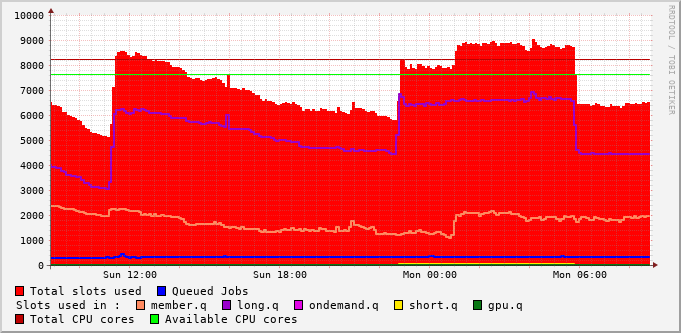 RRDTOOL / TOBI OETIKER
10000
9000
8000
7000
6000
5000
4000
3000
2000
1000
0
Sun 12:00 Sun 18:00 Mon 00:00 Mon 06:00
Total slots used Queued Jobs
Slots used in : member.q long.q ondemand.q short.q gpu.q
Total CPU cores Available CPU cores